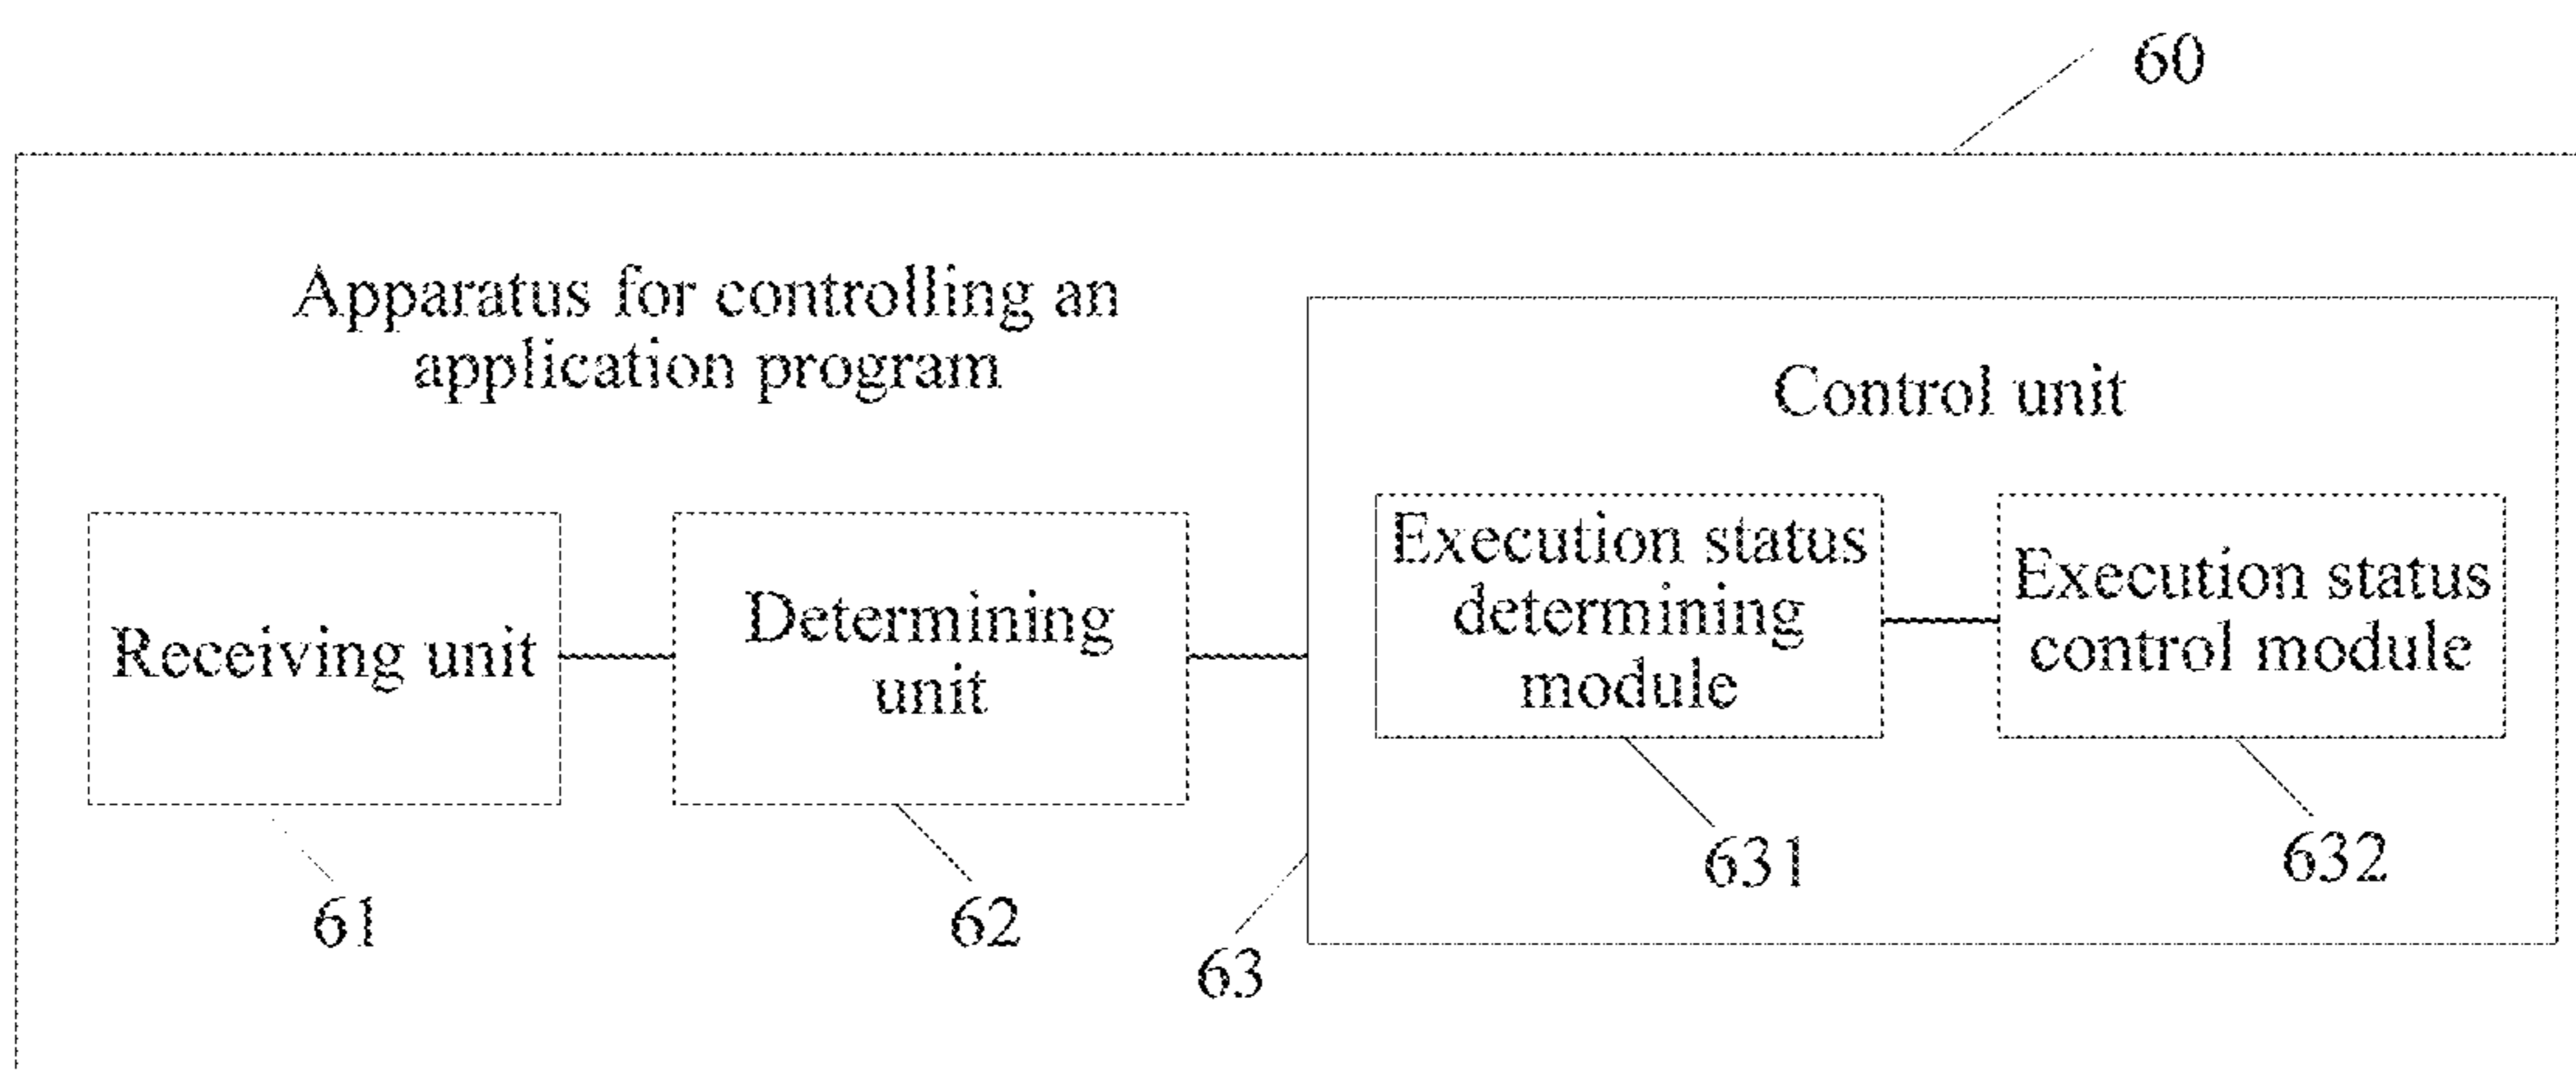 60
Apparatus for controlling an
application program
Control unit
Receiving unit
Determining
unit
Execution status
determining
module
Execution status
control module
61
62
63
631
632